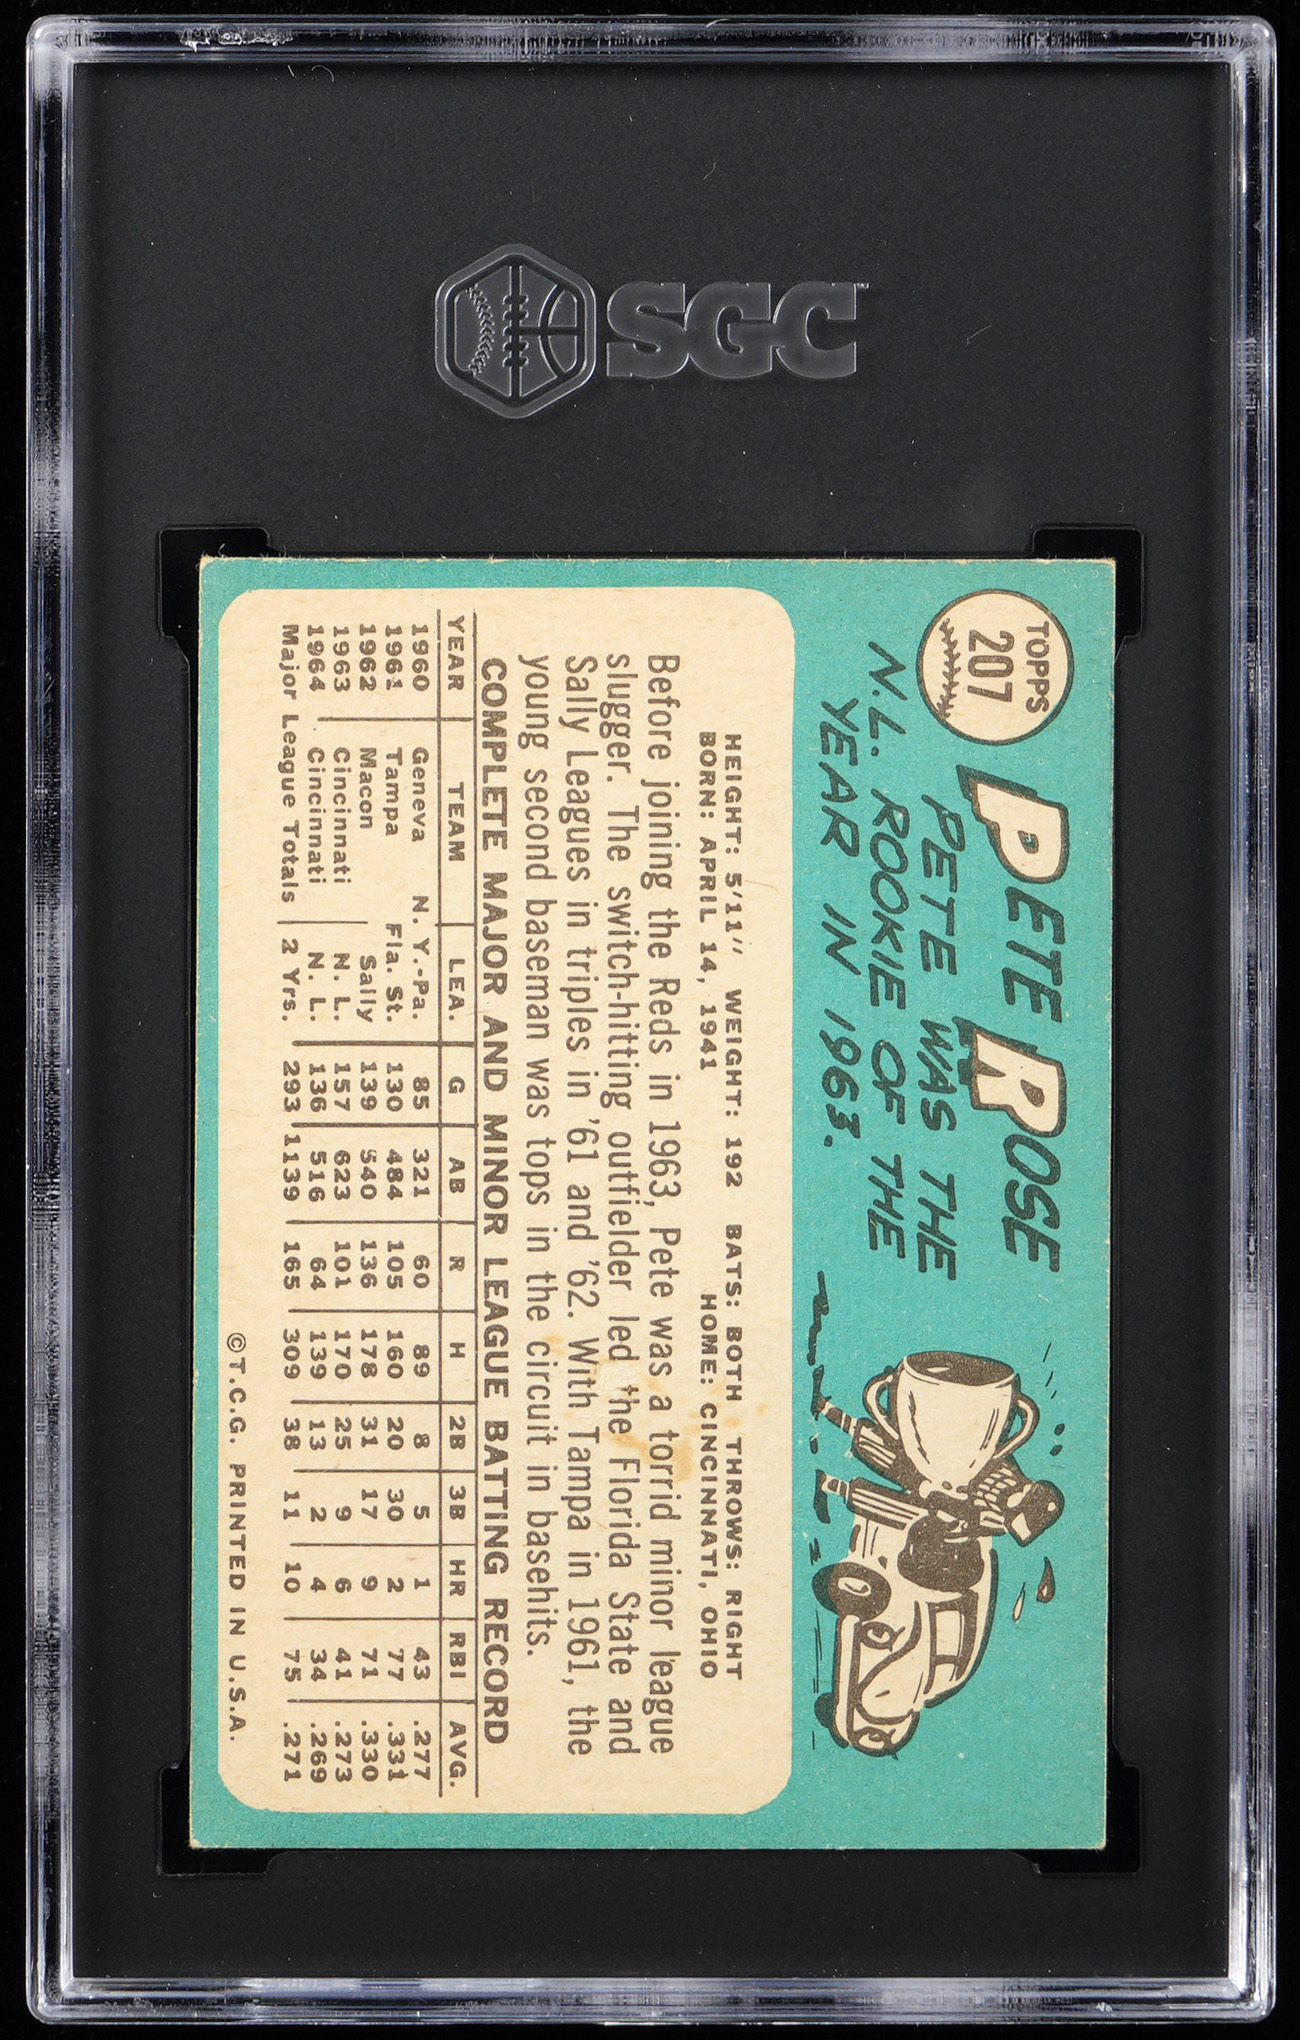 SGC
TOPPS
207
PETE ROSE
PETE WAS THE
N.L. ROOKIE OF THE
YEAR IN 1963.
HEIGHT: 5'11" WEIGHT: 192 BATS: BOTH THROWS: RIGHT
BORN: APRIL 14, 1941 HOME: CINCINNATI, OHIO
Before joining the Reds in 1963, Pete was a torrid minor league
slugger. The switch-hitting outfielder led the Florida State and
Sally Leagues in triples in '61 and '62. With Tampa in 1961, the
young second baseman was tops in the circuit in basehits.
COMPLETE MAJOR AND MINOR LEAGUE BATTING RECORD
YEAR TEAM LEA. G AB R H 2B 3B HR RBI AVG.
1960 Geneva N. Y.-Pa. 85 321 60 89 8 5 1 43 .277
1961 Tampa Fla. St. 130 484 105 160 20 30 2 77 .331
1962 Macon Sally 139 540 136 178 31 17 9 71 .330
1963 Cincinnati N. L. 157 623 101 170 25 9 6 41 .273
1964 Cincinnati N. L. 136 516 64 139 13 2 4 34 .269
Major League Totals 2 Yrs. 293 1139 165 309 38 11 10 75 .271
©T.C.G. PRINTED IN U.S.A.